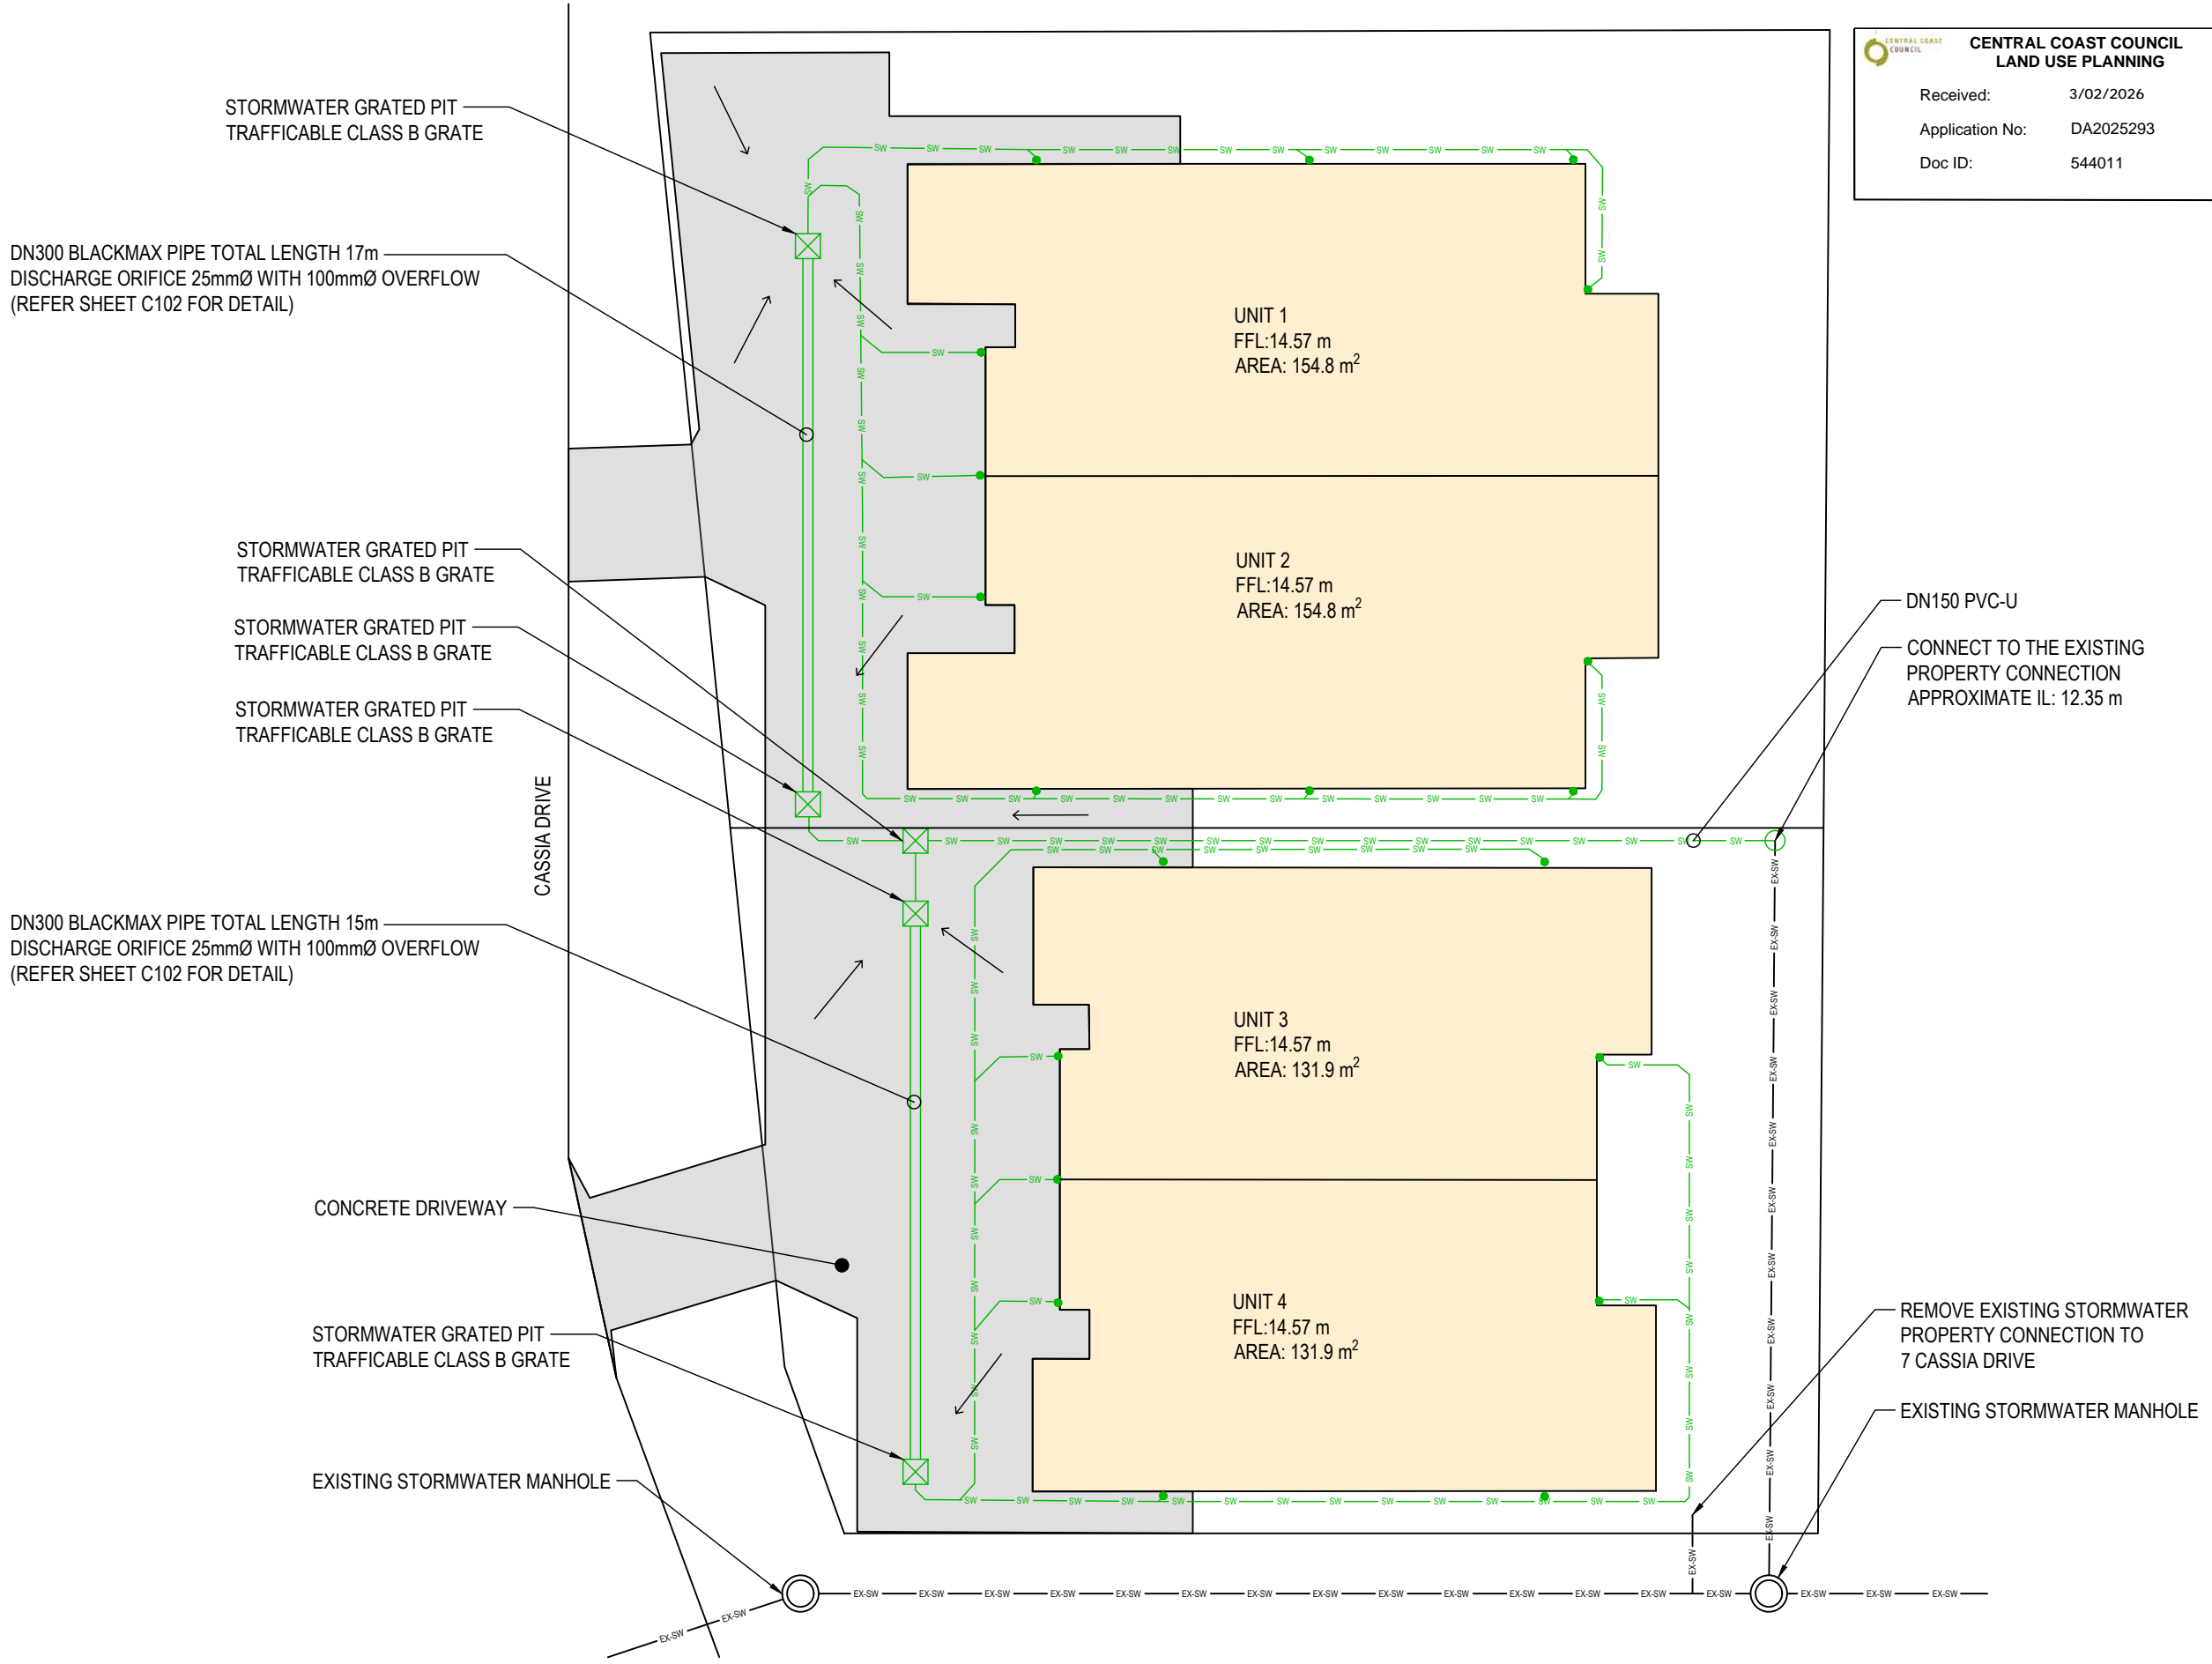 CENTRAL COAST
COUNCIL
CENTRAL COAST COUNCIL
LAND USE PLANNING
Received: 3/02/2026
Application No: DA2025293
Doc ID: 544011
STORMWATER GRATED PIT
TRAFFICABLE CLASS B GRATE
DN300 BLACKMAX PIPE TOTAL LENGTH 17m
DISCHARGE ORIFICE 25mmØ WITH 100mmØ OVERFLOW
(REFER SHEET C102 FOR DETAIL)
UNIT 1
FFL:14.57 m
AREA: 154.8 m²
STORMWATER GRATED PIT
TRAFFICABLE CLASS B GRATE
UNIT 2
FFL:14.57 m
AREA: 154.8 m²
STORMWATER GRATED PIT
TRAFFICABLE CLASS B GRATE
STORMWATER GRATED PIT
TRAFFICABLE CLASS B GRATE
DN150 PVC-U
CONNECT TO THE EXISTING
PROPERTY CONNECTION
APPROXIMATE IL: 12.35 m
CASSIA DRIVE
DN300 BLACKMAX PIPE TOTAL LENGTH 15m
DISCHARGE ORIFICE 25mmØ WITH 100mmØ OVERFLOW
(REFER SHEET C102 FOR DETAIL)
UNIT 3
FFL:14.57 m
AREA: 131.9 m²
CONCRETE DRIVEWAY
UNIT 4
FFL:14.57 m
AREA: 131.9 m²
STORMWATER GRATED PIT
TRAFFICABLE CLASS B GRATE
REMOVE EXISTING STORMWATER
PROPERTY CONNECTION TO
7 CASSIA DRIVE
EXISTING STORMWATER MANHOLE
EXISTING STORMWATER MANHOLE
SW
EX-SW